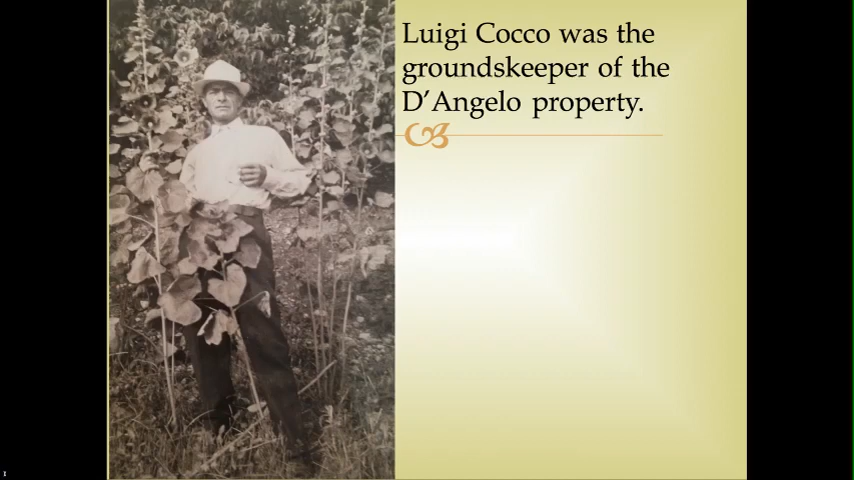 Luigi Cocco was the
groundskeeper of the
D’Angelo property.